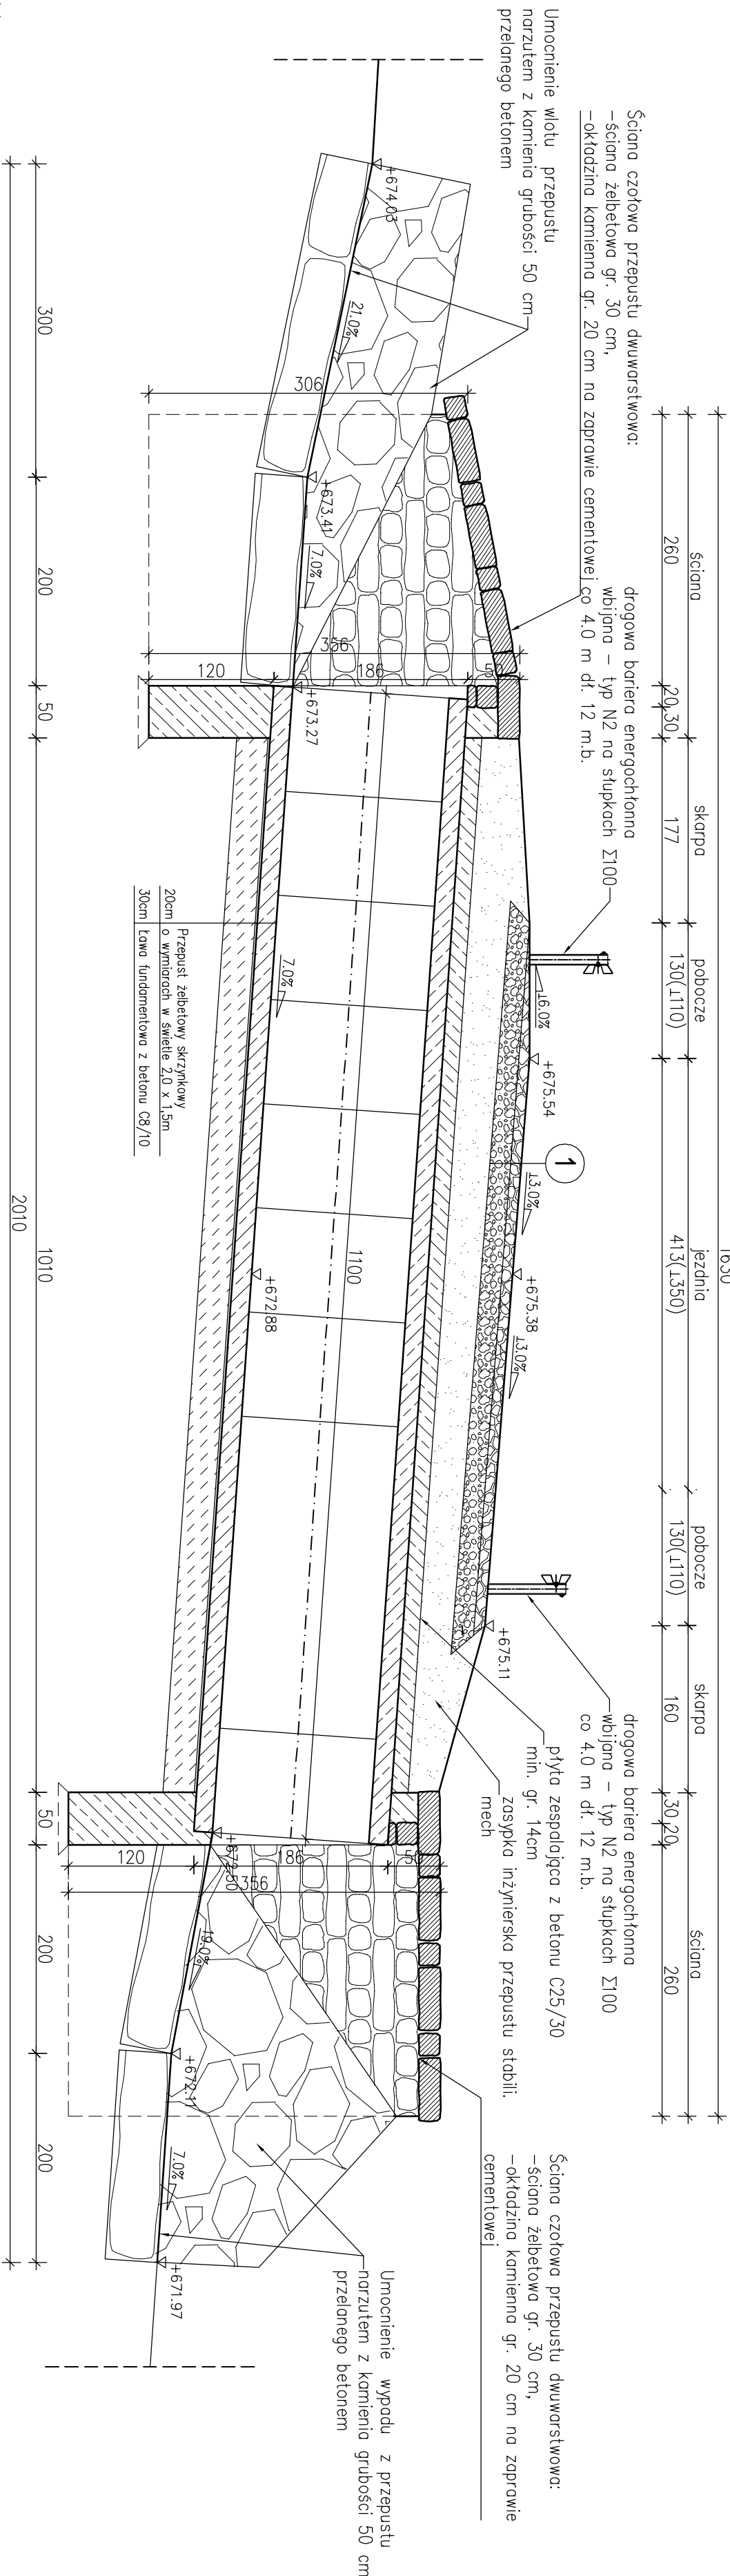 1630
ściana
skarpa
pobocze
jezdnia
pobocze
skarpa
ściana
260
20
30
177
130(⊥110)
413(⊥350)
130(⊥110)
160
30
20
260
Ściana czołowa przepustu dwuwarstwowa:
-ściana żelbetowa gr. 30 cm,
-okładzina kamienna gr. 20 cm na zaprawie cementowej
drogowa bariera energochłonna
wbijana - typ N2 na słupkach Σ100
co 4.0 m dł. 12 m.b.
drogowa bariera energochłonna
wbijana - typ N2 na słupkach Σ100
co 4.0 m dł. 12 m.b.
Ściana czołowa przepustu dwuwarstwowa:
-ściana żelbetowa gr. 30 cm,
-okładzina kamienna gr. 20 cm na zaprawie
cementowej
Umocnienie wlotu przepustu
narzutem z kamienia grubości 50 cm
przelanego betonem
płyta zespalająca z betonu C25/30
min. gr. 14cm
zasypka inżynierska przepustu stabili.
mech
Umocnienie wypadu z przepustu
narzutem z kamienia grubości 50 cm
przelanego betonem
1
⊥6.0%
+675.54
⊥3.0%
+675.38
⊥3.0%
+675.11
+674.03
21.0%
306
+673.41
7.0%
356
120
186
50
+673.27
7.0%
1100
+672.88
+672.50
120
186
50
356
19.0%
+672.11
7.0%
+671.97
Przepust żelbetowy skrzynkowy
20cm o wymiarach w świetle 2,0 x 1,5m
30cm Ława fundamentowa z betonu C8/10
300
200
50
1010
50
200
200
2010